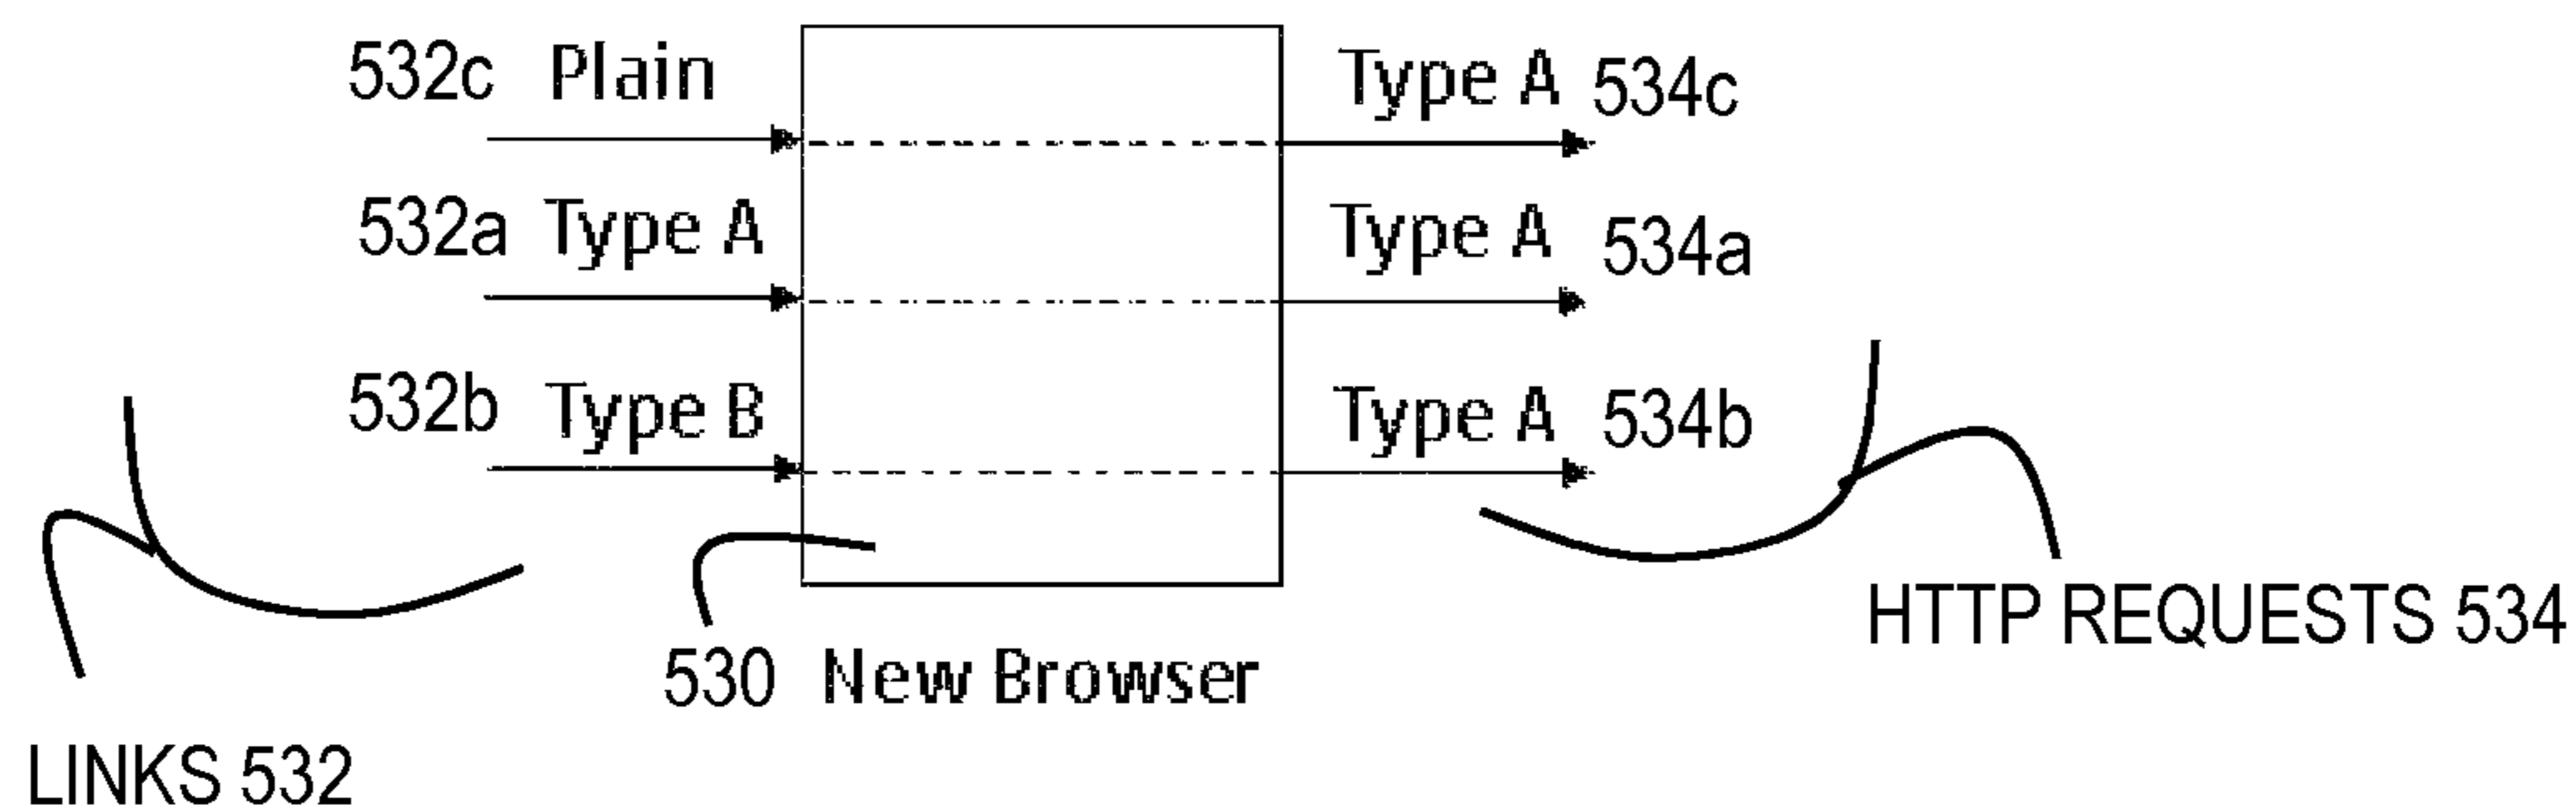 532c Plain
Type A 534c
532a Type A
Type A 534a
532b Type B
Type A 534b
HTTP REQUESTS 534
530 New Browser
LINKS 532